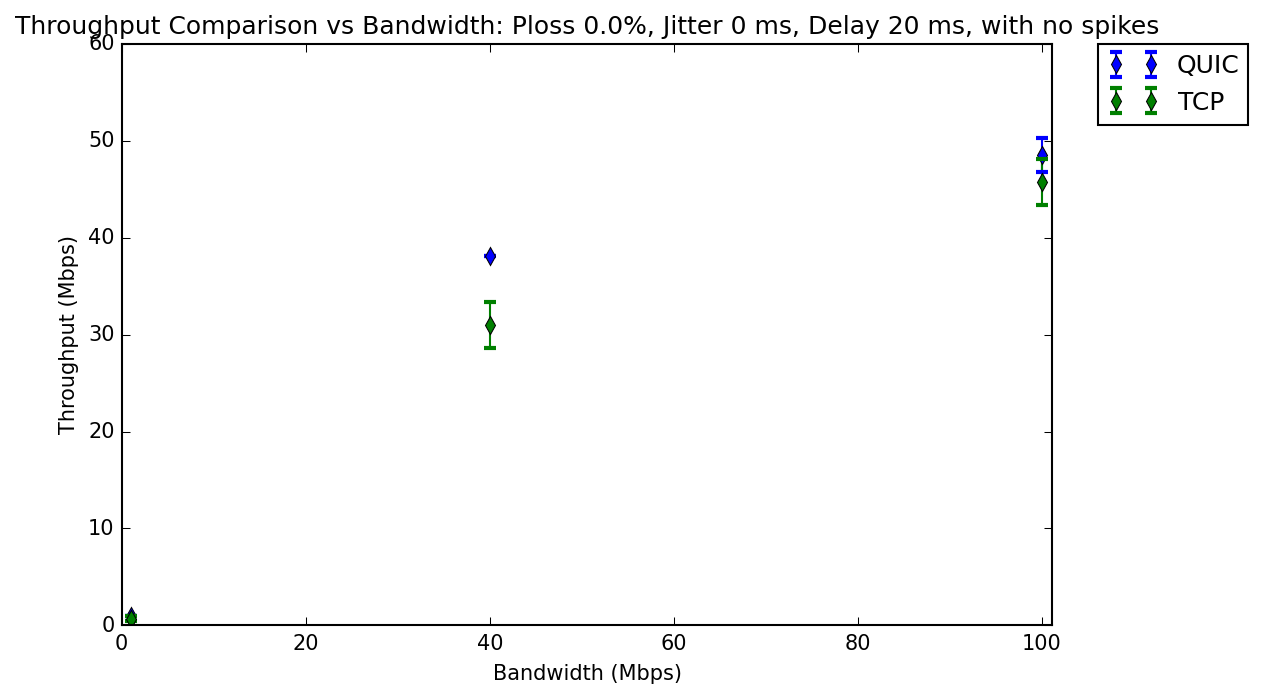 Throughput Comparison vs Bandwidth: Ploss 0.0%, Jitter 0 ms, Delay 20 ms, with no spikes
60
50
40
30
20
10
0
Throughput (Mbps)
0 20 40 60 80 100
Bandwidth (Mbps)
QUIC
TCP